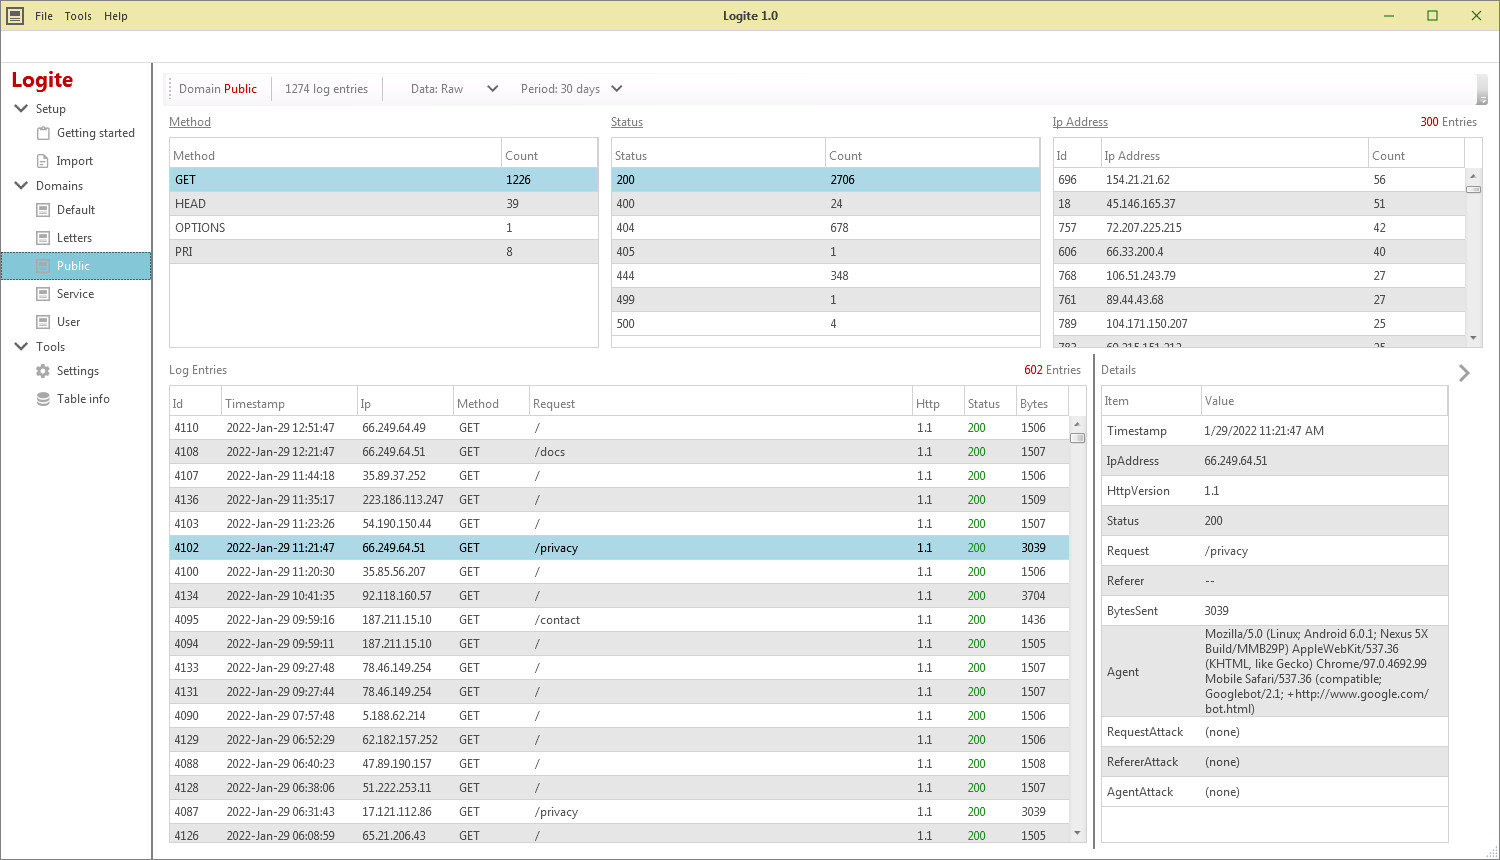 File Tools Help
Logite 1.0
Logite
Setup
Getting started
Import
Domains
Default
Letters
Public
Service
User
Tools
Settings
Table info
Domain Public 1274 log entries Data: Raw Period: 30 days
Method
Method Count
GET 1226
HEAD 39
OPTIONS 1
PRI 8
Status
Status Count
200 2706
400 24
404 678
405 1
444 348
499 1
500 4
Ip Address 300 Entries
Id Ip Address Count
696 154.21.21.62 56
18 45.146.165.37 51
757 72.207.225.215 42
606 66.33.200.4 40
768 106.51.243.79 27
761 89.44.43.68 27
789 104.171.150.207 25
Log Entries 602 Entries
Id Timestamp Ip Method Request Http Status Bytes
4110 2022-Jan-29 12:51:47 66.249.64.49 GET / 1.1 200 1506
4108 2022-Jan-29 12:21:47 66.249.64.51 GET /docs 1.1 200 1507
4107 2022-Jan-29 11:44:18 35.89.37.252 GET / 1.1 200 1506
4136 2022-Jan-29 11:35:17 223.186.113.247 GET / 1.1 200 1509
4103 2022-Jan-29 11:23:26 54.190.150.44 GET / 1.1 200 1507
4102 2022-Jan-29 11:21:47 66.249.64.51 GET /privacy 1.1 200 3039
4100 2022-Jan-29 11:20:30 35.85.56.207 GET / 1.1 200 1506
4134 2022-Jan-29 10:41:35 92.118.160.57 GET / 1.1 200 3704
4095 2022-Jan-29 09:59:16 187.211.15.10 GET /contact 1.1 200 1436
4094 2022-Jan-29 09:59:11 187.211.15.10 GET / 1.1 200 1505
4133 2022-Jan-29 09:27:48 78.46.149.254 GET / 1.1 200 1507
4131 2022-Jan-29 09:27:44 78.46.149.254 GET / 1.1 200 1507
4090 2022-Jan-29 07:57:48 5.188.62.214 GET / 1.1 200 1506
4129 2022-Jan-29 06:52:29 62.182.157.252 GET / 1.1 200 1506
4088 2022-Jan-29 06:40:23 47.89.190.157 GET / 1.1 200 1508
4128 2022-Jan-29 06:38:06 51.222.253.11 GET / 1.1 200 1507
4087 2022-Jan-29 06:31:43 17.121.112.86 GET /privacy 1.1 200 3039
4126 2022-Jan-29 06:08:59 65.21.206.43 GET / 1.1 200 1505
Details
Item Value
Timestamp 1/29/2022 11:21:47 AM
IpAddress 66.249.64.51
HttpVersion 1.1
Status 200
Request /privacy
Referer --
BytesSent 3039
Agent
Mozilla/5.0 (Linux; Android 6.0.1; Nexus 5X
Build/MMB29P) AppleWebKit/537.36
(KHTML, like Gecko) Chrome/97.0.4692.99
Mobile Safari/537.36 (compatible;
Googlebot/2.1; +http://www.google.com/
bot.html)
RequestAttack (none)
RefererAttack (none)
AgentAttack (none)